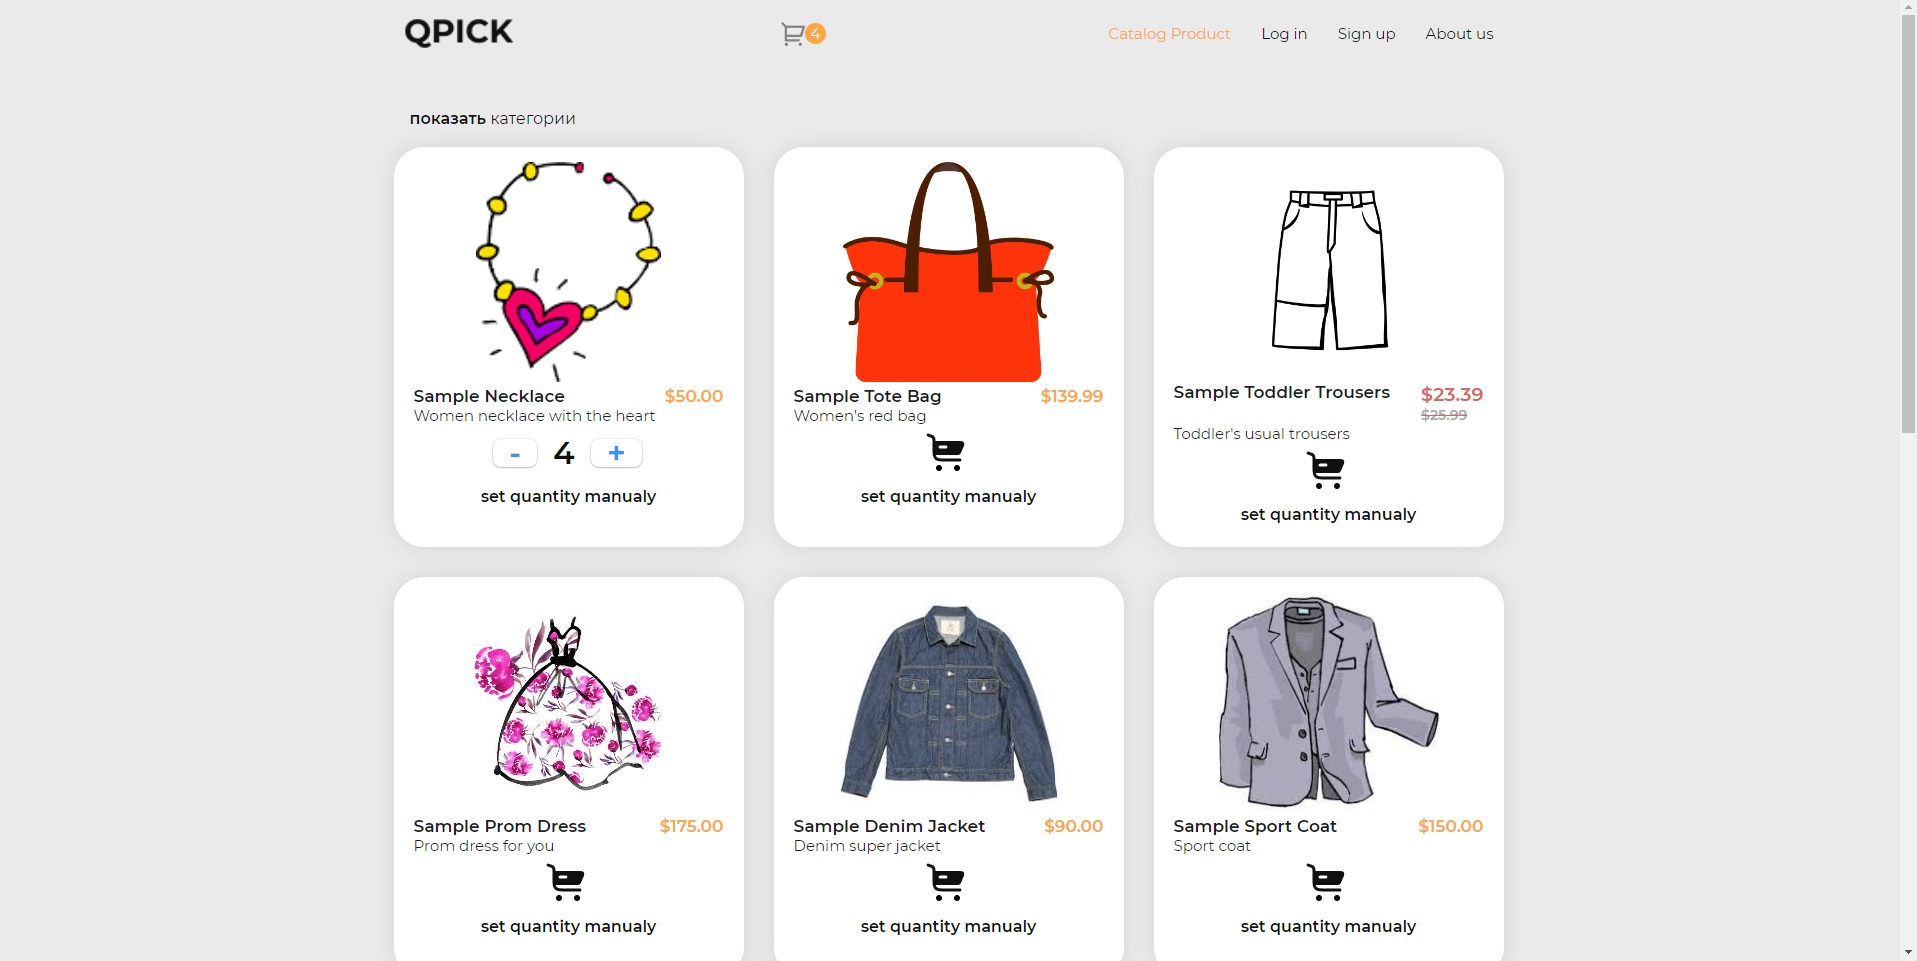 QPICK
4
Catalog Product Log in Sign up About us
показать категории
Sample Necklace $50.00
Women necklace with the heart
- 4 +
set quantity manualy
Sample Tote Bag $139.99
Women's red bag
set quantity manualy
Sample Toddler Trousers $23.39
$25.99
Toddler's usual trousers
set quantity manualy
Sample Prom Dress $175.00
Prom dress for you
set quantity manualy
Sample Denim Jacket $90.00
Denim super jacket
set quantity manualy
Sample Sport Coat $150.00
Sport coat
set quantity manualy